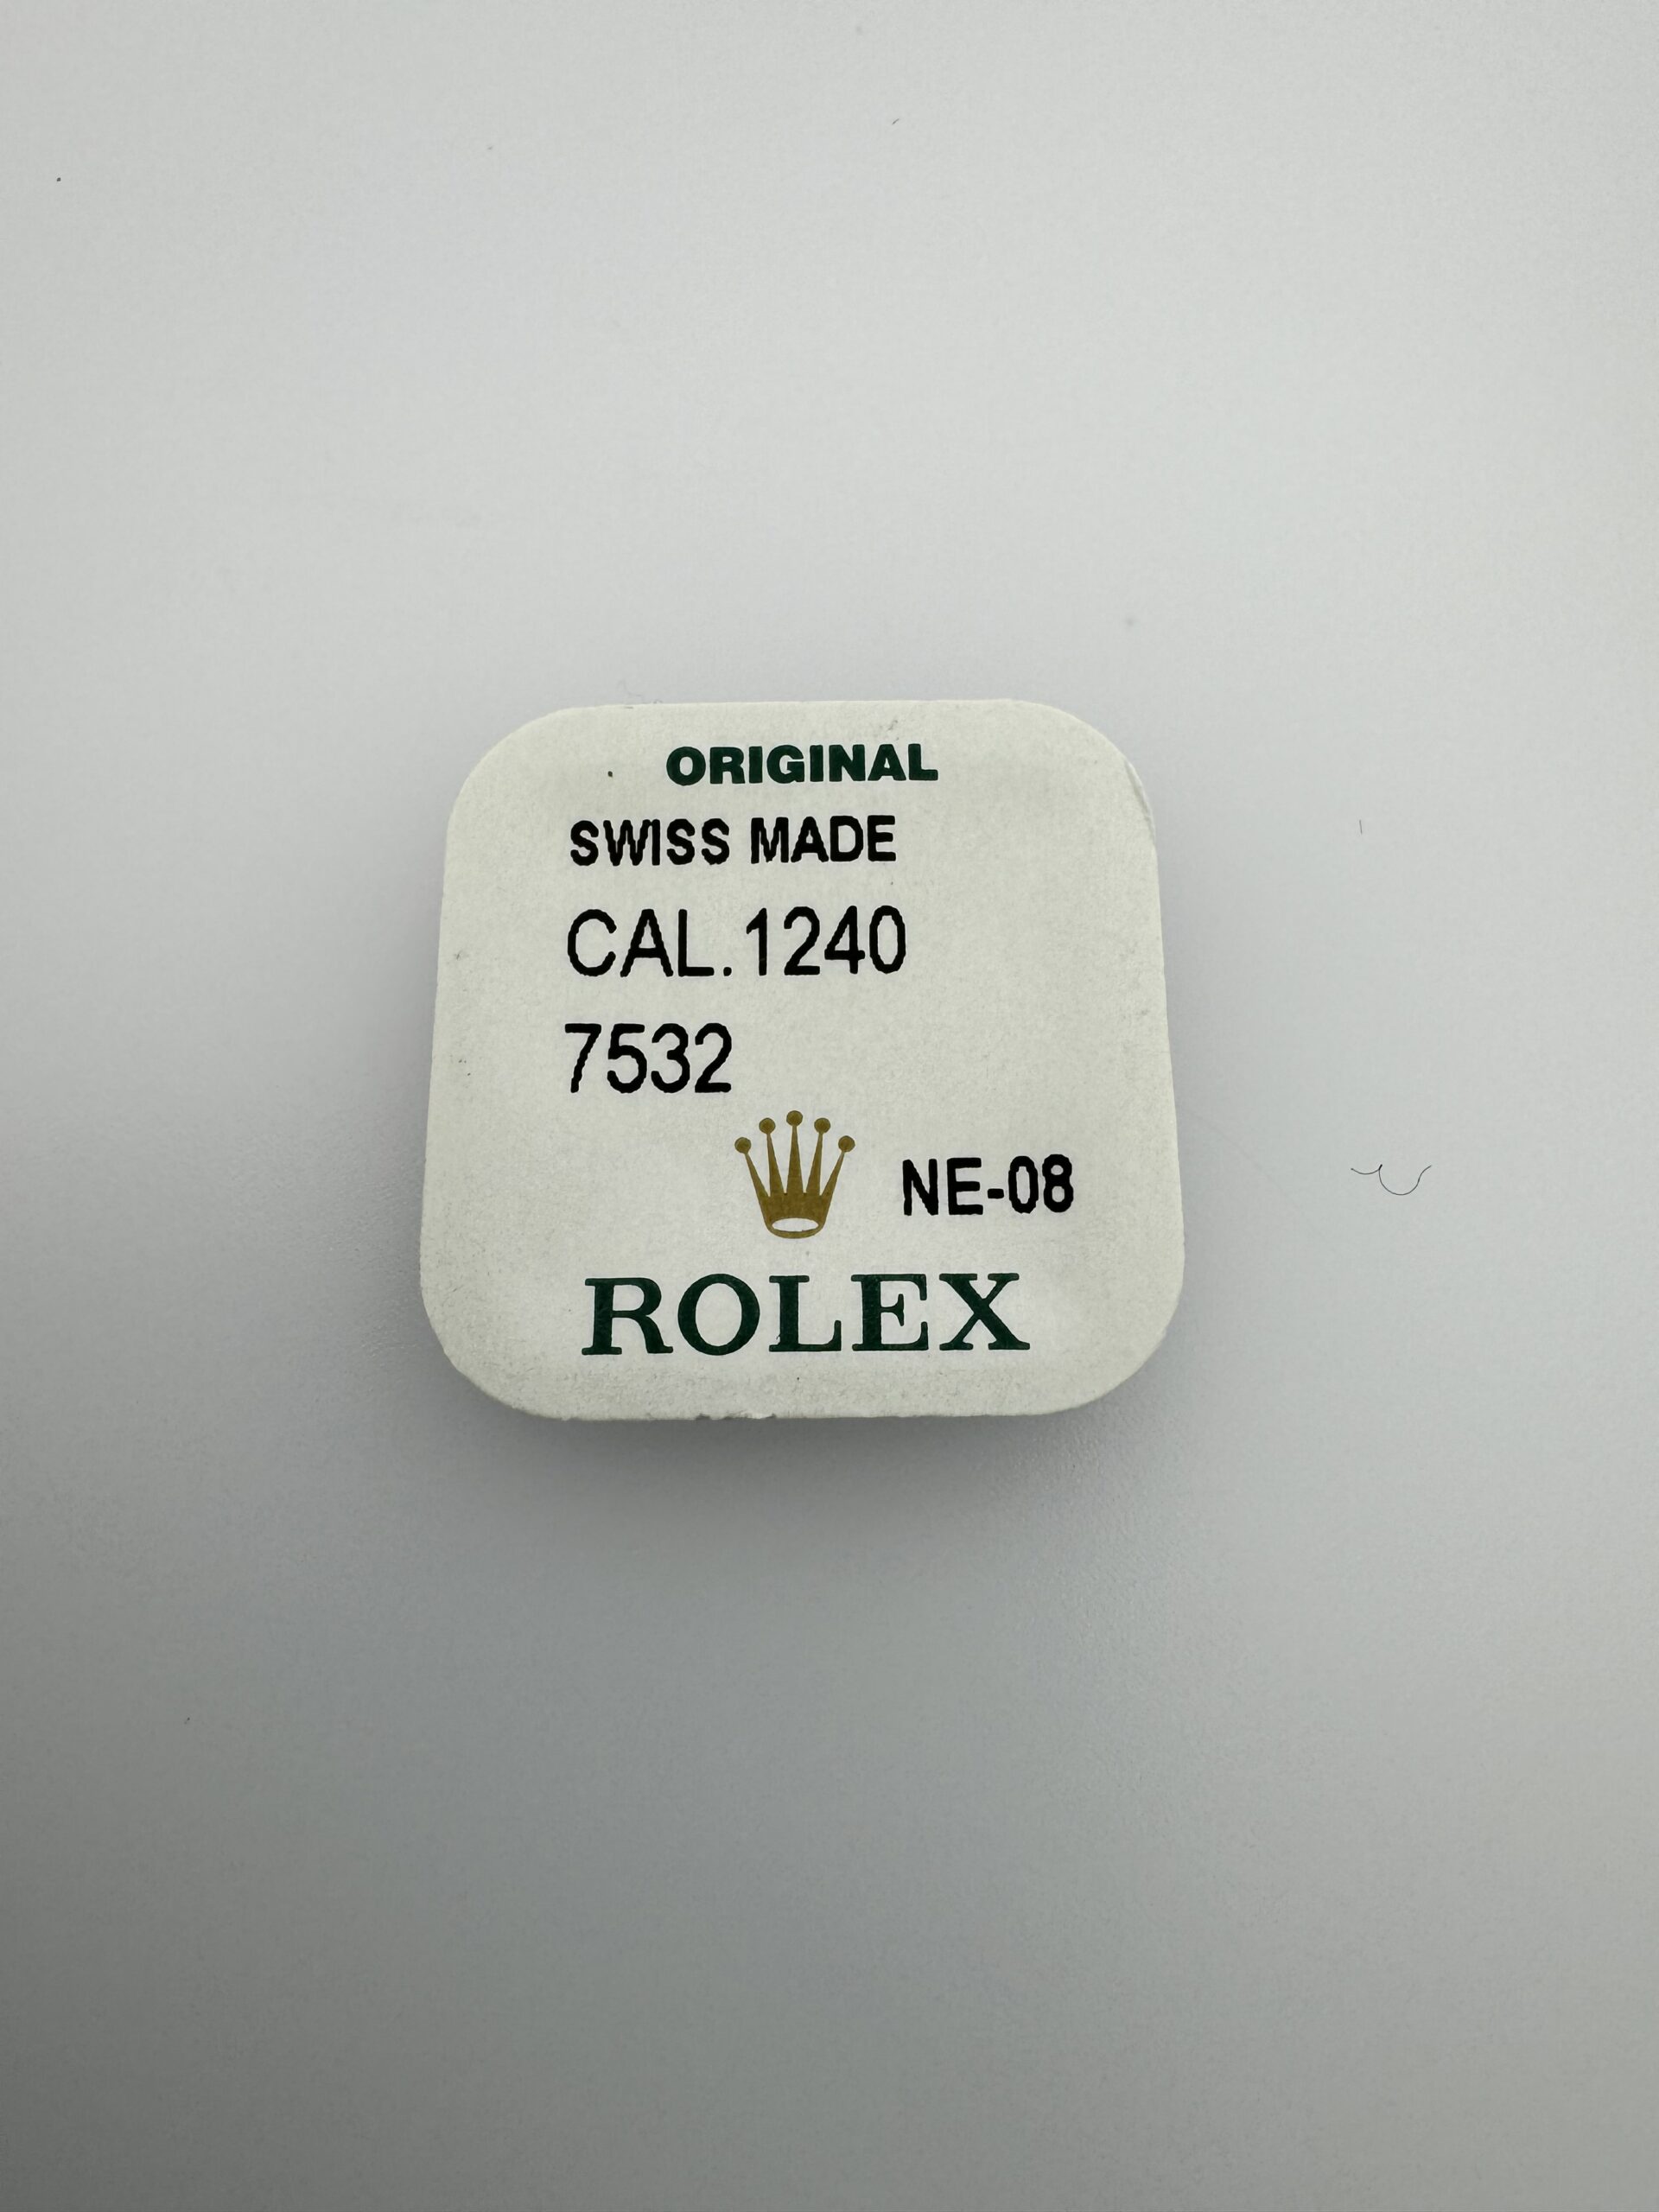 ORIGINAL
SWISS MADE
CAL.1240
7532
NE-08
ROLEX